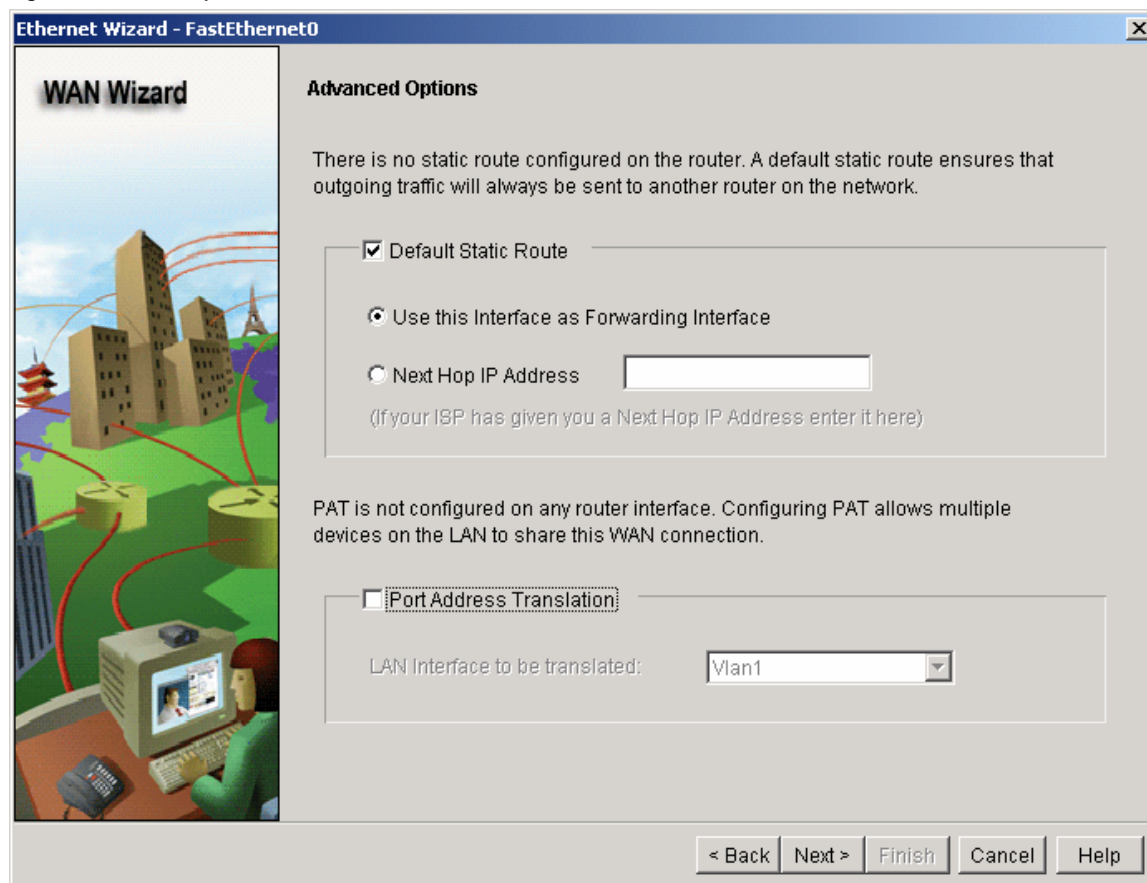 Ethernet Wizard - FastEthernet0
WAN Wizard
Advanced Options
There is no static route configured on the router. A default static route ensures that
outgoing traffic will always be sent to another router on the network.
Default Static Route
Use this Interface as Forwarding Interface
Next Hop IP Address
(If your ISP has given you a Next Hop IP Address enter it here)
PAT is not configured on any router interface. Configuring PAT allows multiple
devices on the LAN to share this WAN connection.
Port Address Translation
LAN Interface to be translated: Vlan1
< Back Next > Finish Cancel Help